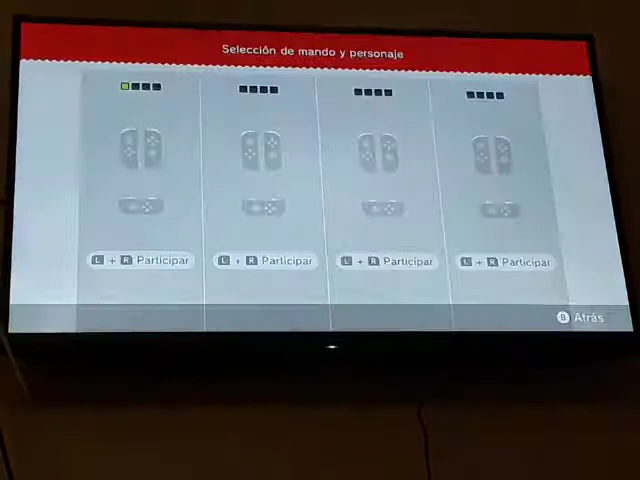 Selección de mando y personaje
L + R Participar
L + R Participar
L + R Participar
L + R Participar
B Atrás